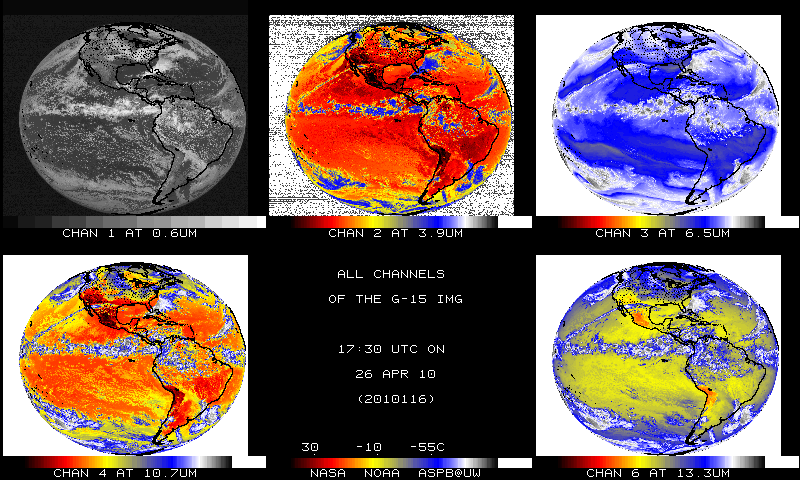 CHAN 1 AT 0.6UM
CHAN 2 AT 3.9UM
CHAN 3 AT 6.5UM
ALL CHANNELS
OF THE G-15 IMG
17:30 UTC ON
26 APR 10
(2010116)
30 -10 -55C
CHAN 4 AT 10.7UM
NASA NOAA ASPB@UW
CHAN 6 AT 13.3UM